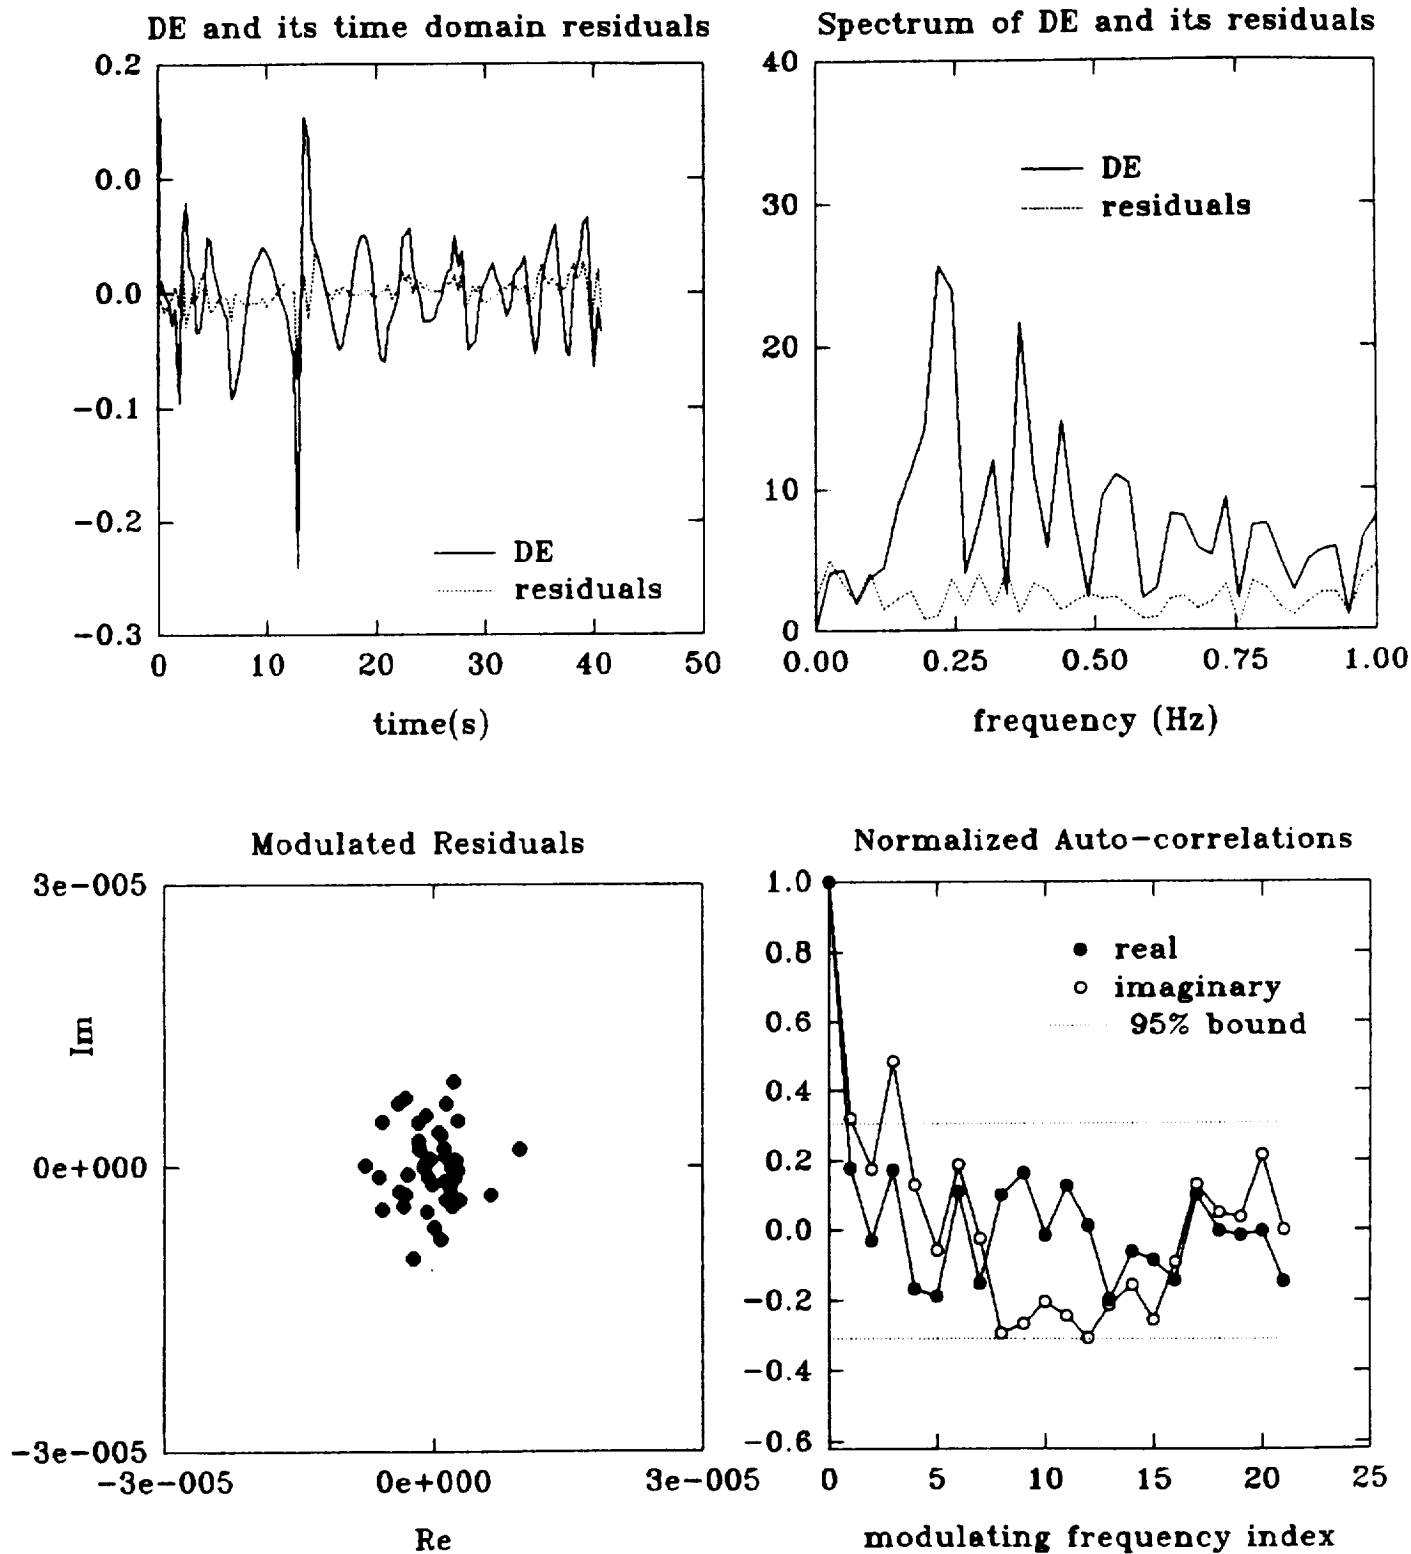 DE and its time domain residuals
0.2
0.0
0.0
−0.1
−0.2
−0.3
DE
residuals
0
10
20
30
40
50
time(s)
Spectrum of DE and its residuals
40
30
20
10
0
DE
residuals
0.00
0.25
0.50
0.75
1.00
frequency (Hz)
Modulated Residuals
3e−005
0e+000
−3e−005
Im
−3e−005
0e+000
3e−005
Re
Normalized Auto−correlations
1.0
0.8
0.6
0.4
0.2
0.0
−0.2
−0.4
−0.6
real
imaginary
95% bound
0
5
10
15
20
25
modulating frequency index